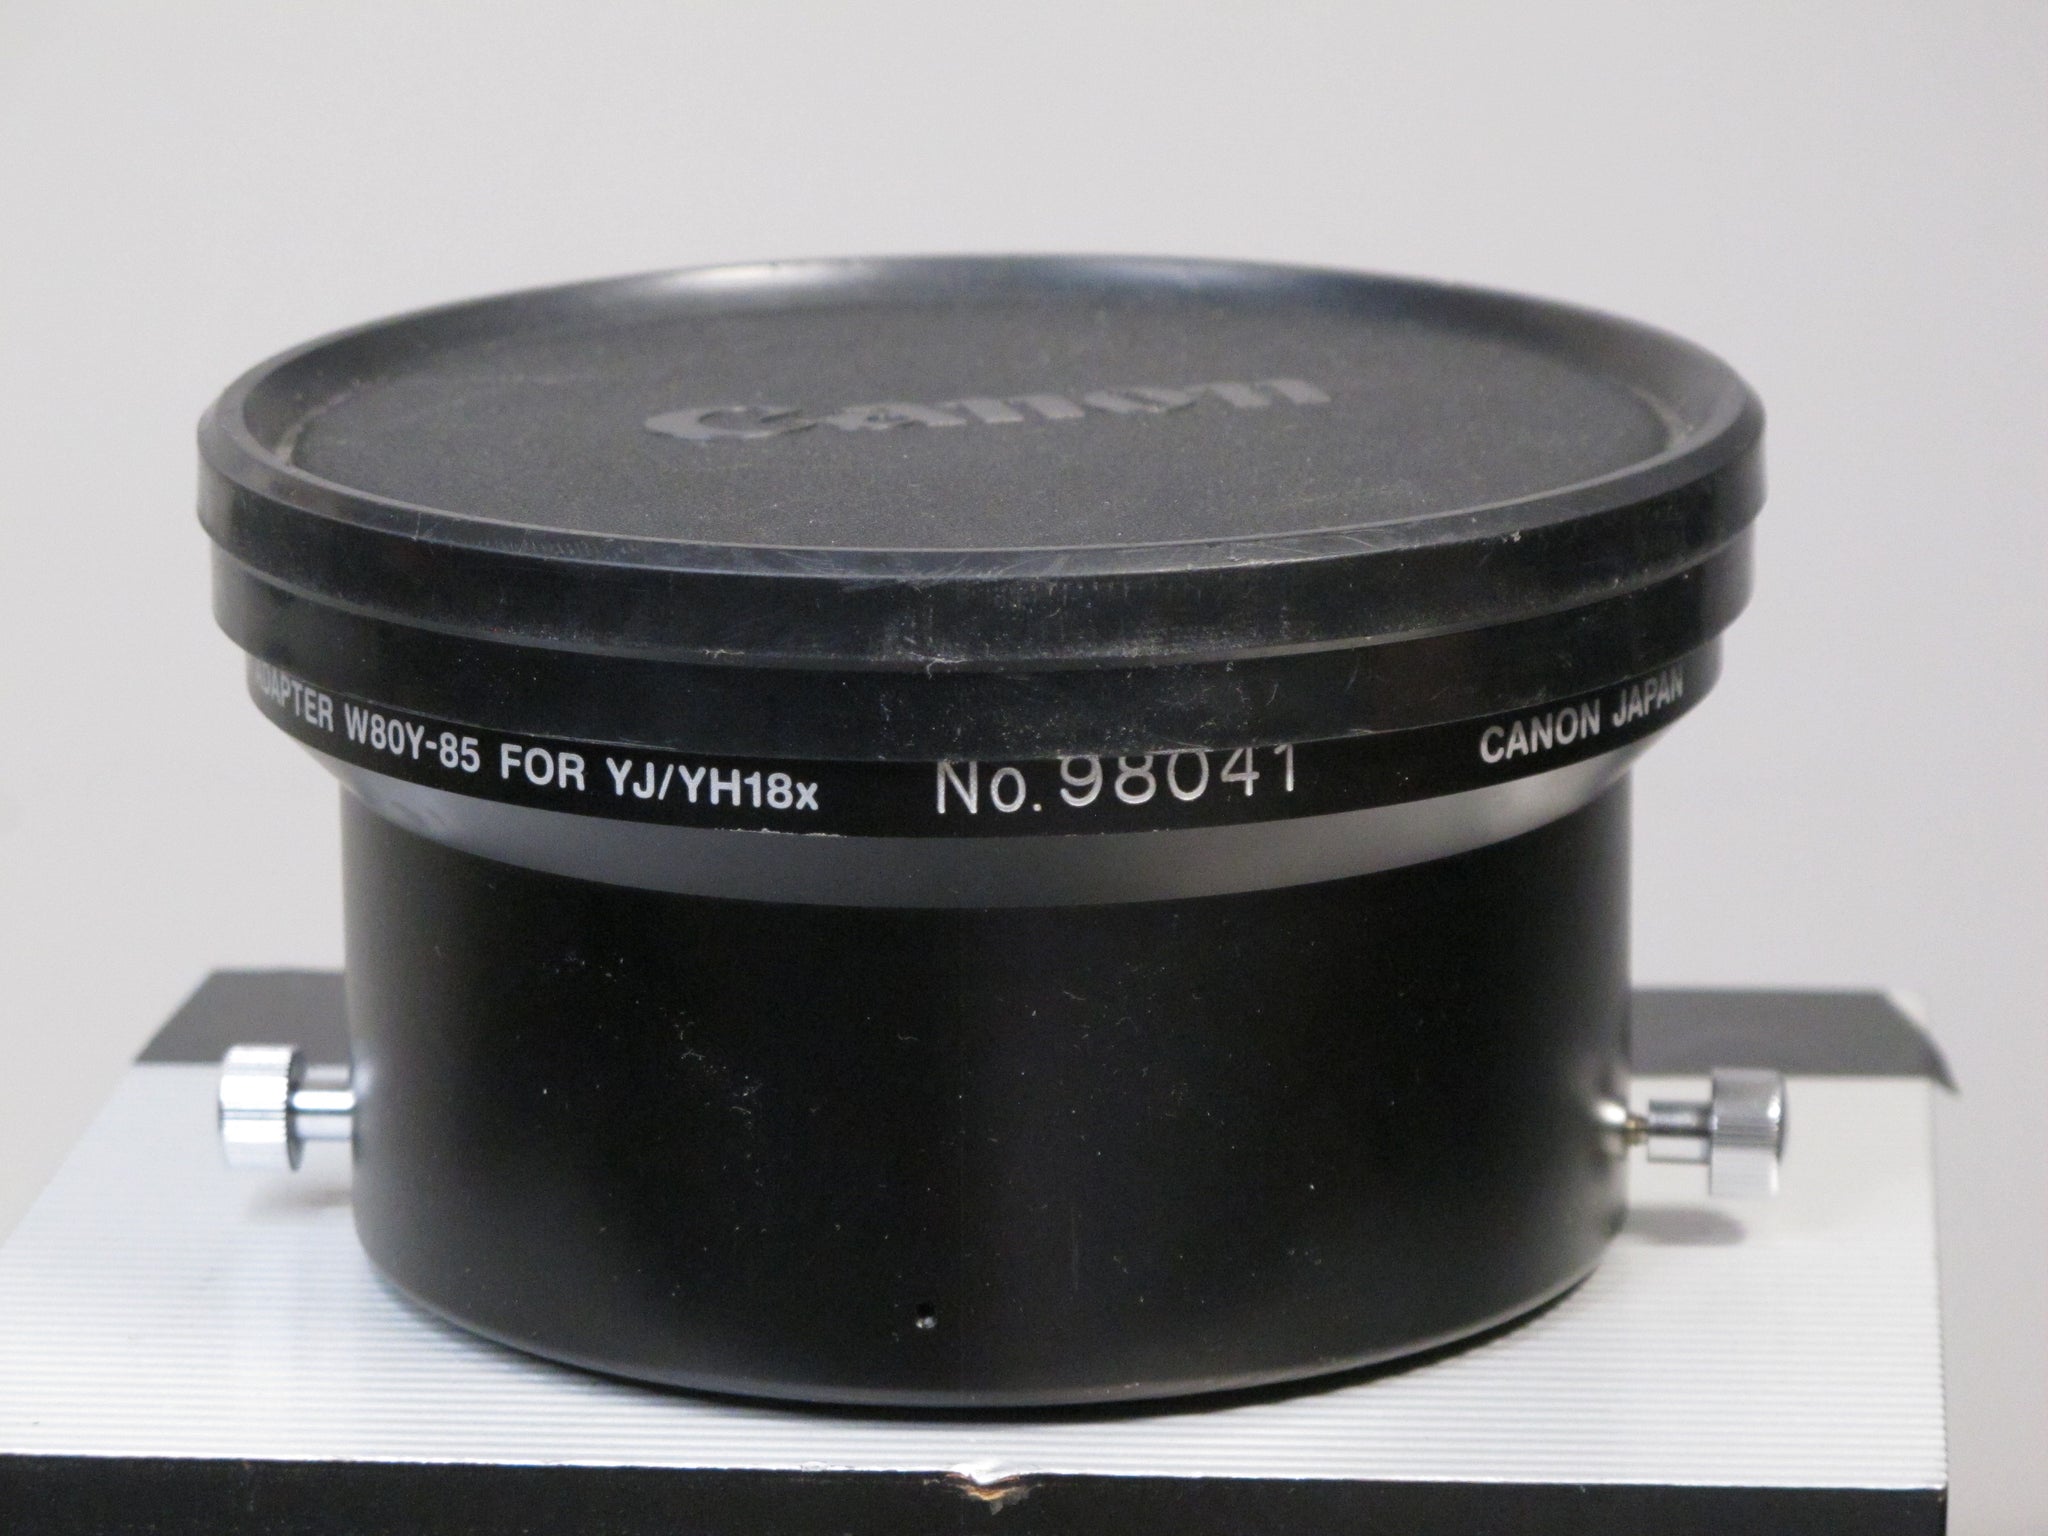 Canon
ADAPTER W80Y-85 FOR YJ/YH18x No. 98041 CANON JAPAN